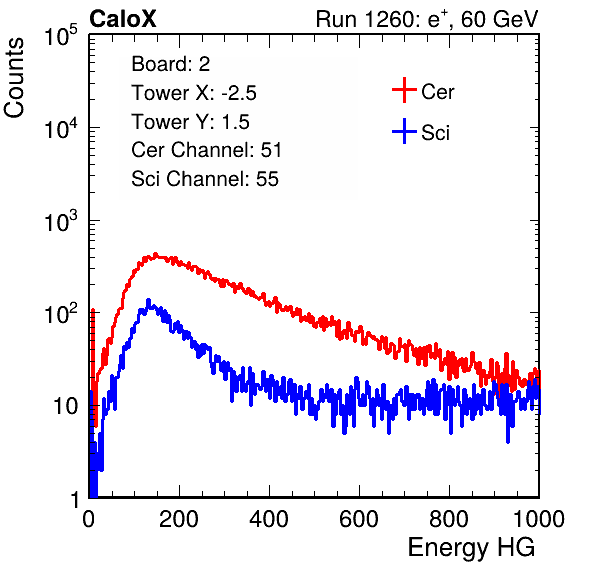 CaloX Run 1260: e⁺, 60 GeV
Counts
10⁵
10⁴
10³
10²
10
1
Board: 2
Tower X: -2.5
Tower Y: 1.5
Cer Channel: 51
Sci Channel: 55
Cer
Sci
0 200 400 600 800 1000
Energy HG